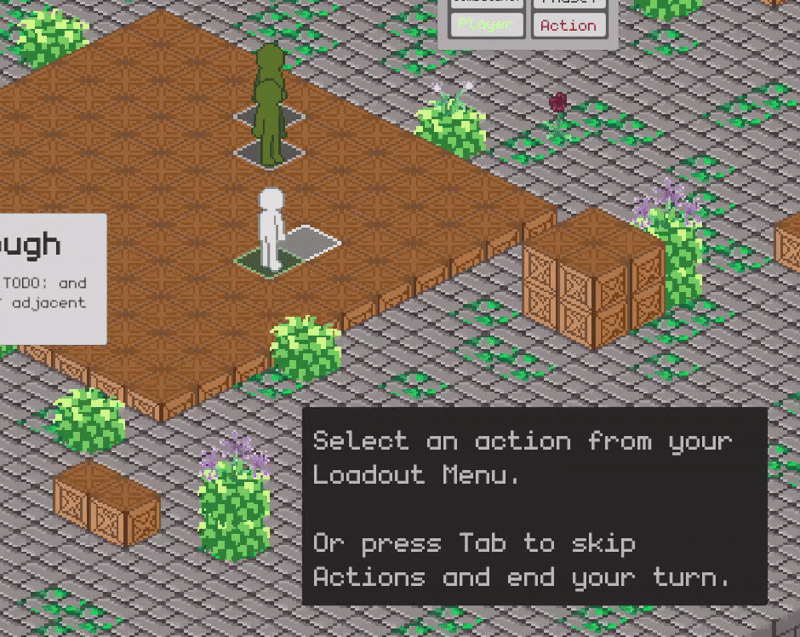 Player
Action
ugh
TODO: and
adjacent
Select an action from your
Loadout Menu.
Or press Tab to skip
Actions and end your turn.